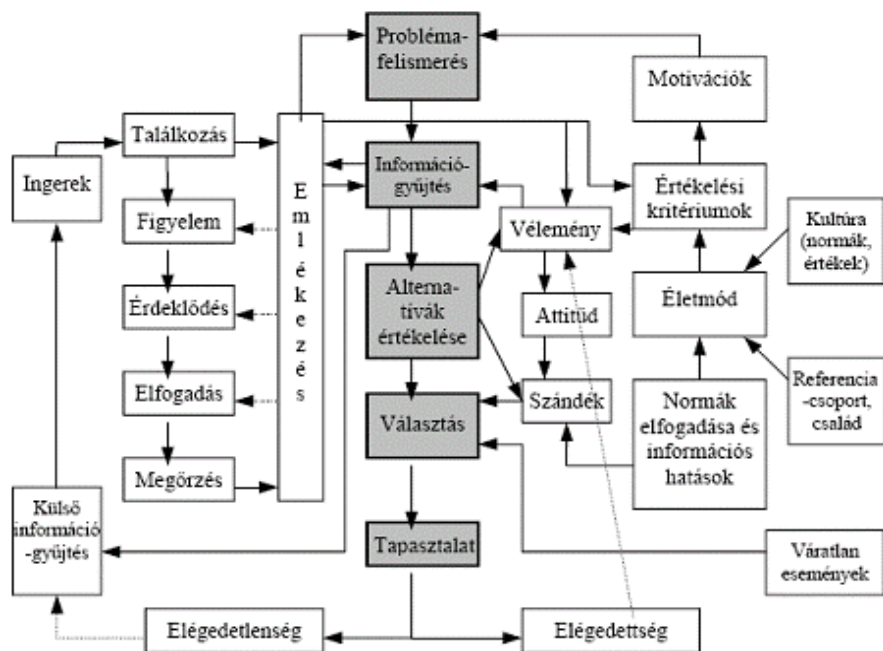 Probléma-
felismerés
Motivációk
Találkozás
Ingerek
Emlékezés
Információ-
gyűjtés
Értékelési
kritériumok
Figyelem
Vélemény
Kultúra
(normák,
értékek)
Érdeklődés
Alterna-
tívák
értékelése
Attitűd
Életmód
Elfogadás
Választás
Szándék
Normák
elfogadása és
információs
hatások
Referencia
-csoport,
család
Megőrzés
Külső
információ
-gyűjtés
Tapasztalat
Váratlan
események
Elégedetlenség
Elégedettség